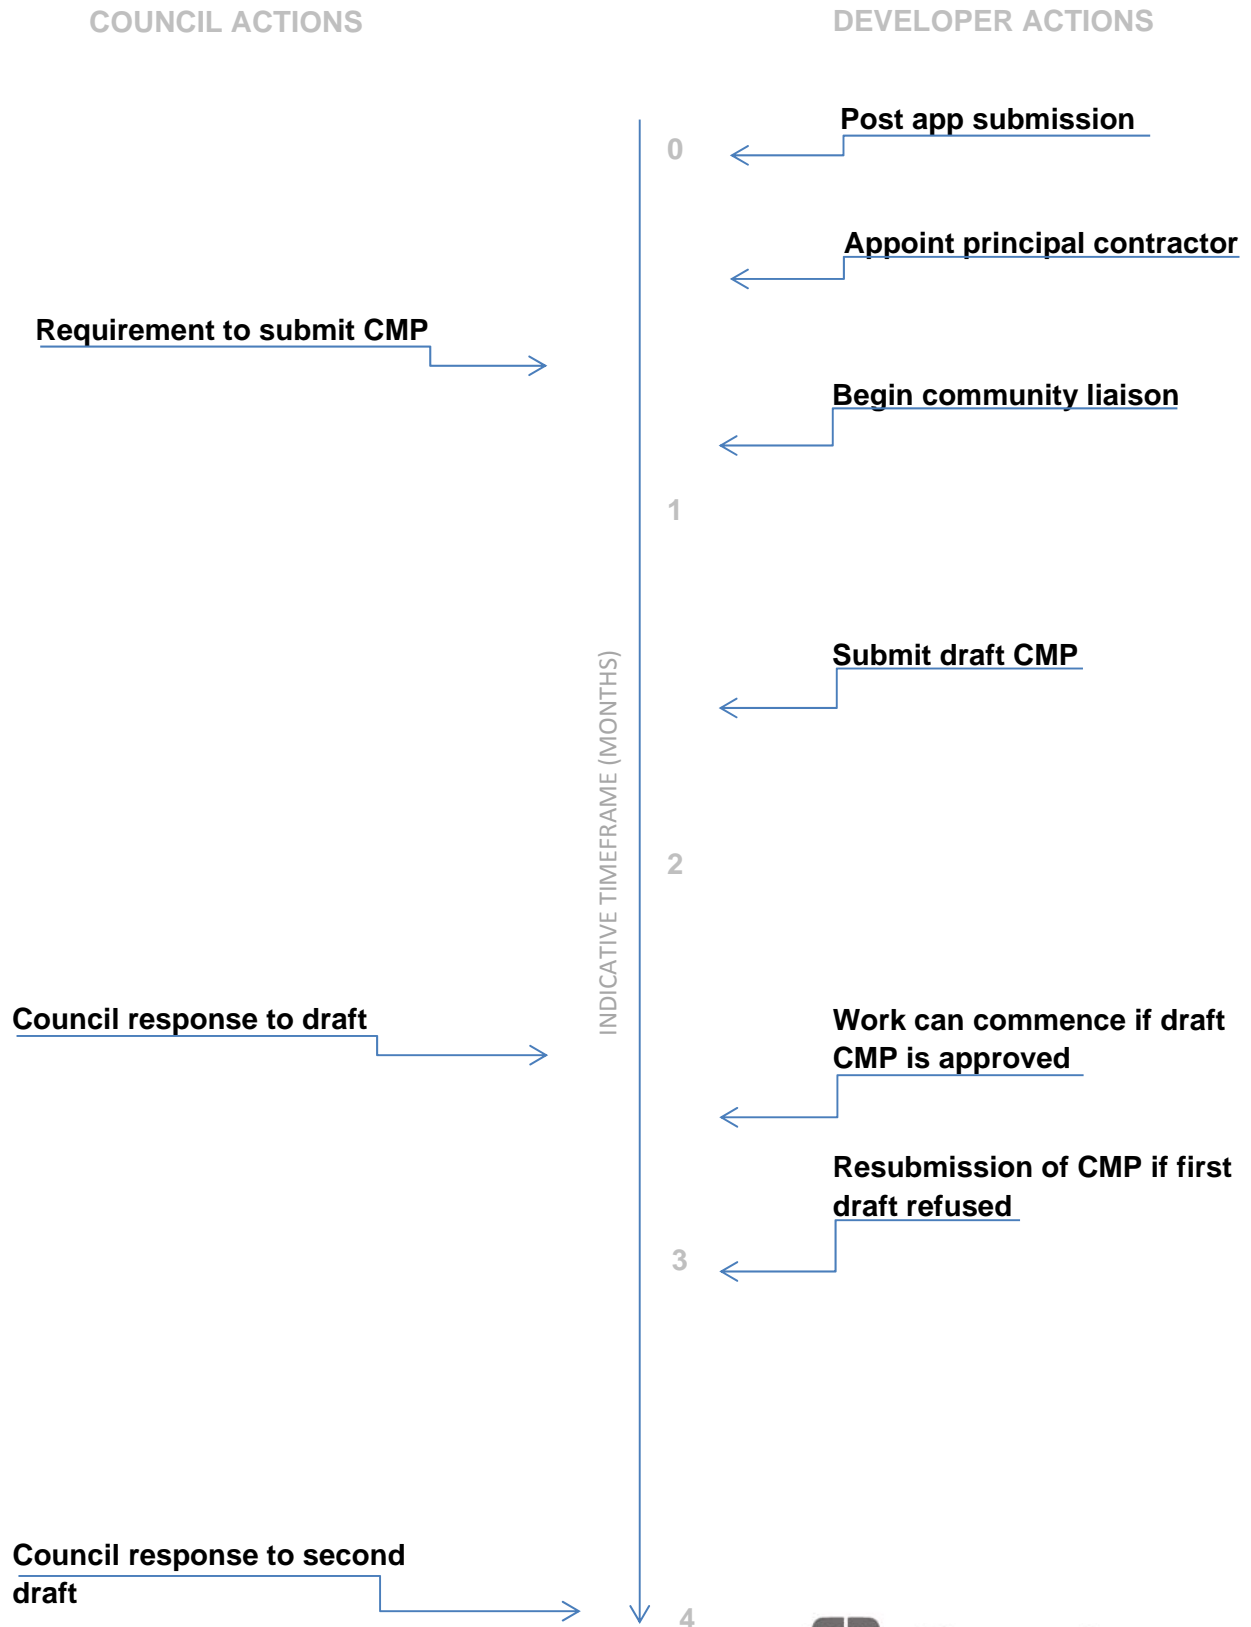 COUNCIL ACTIONS
DEVELOPER ACTIONS
Post app submission
0
Appoint principal contractor
Requirement to submit CMP
Begin community liaison
1
Submit draft CMP
INDICATIVE TIMEFRAME (MONTHS)
2
Council response to draft
Work can commence if draft
CMP is approved
Resubmission of CMP if first
draft refused
3
Council response to second
draft
4